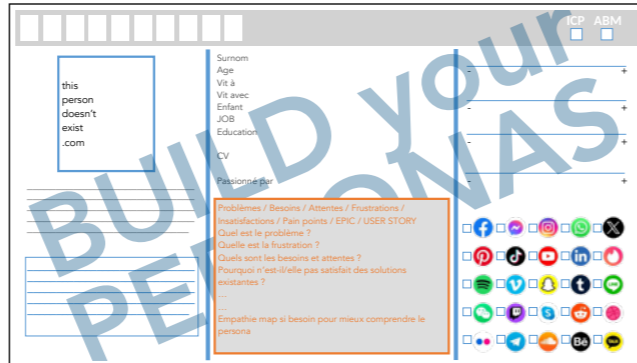 ICP ABM
this
person
doesn't
exist
.com
Surnom
Age
Vit à
Vit avec
Enfant
JOB
Education
CV
Passionné par
- +
- +
- +
- +
Problèmes / Besoins / Attentes / Frustrations /
Insatisfactions / Pain points / EPIC / USER STORY
Quel est le problème ?
Quelle est la frustration ?
Quels sont les besoins et attentes ?
Pourquoi n'est-il/elle pas satisfait des solutions
existantes ?
...
...
Empathie map si besoin pour mieux comprendre le
persona
BUILD your
PERSONAS